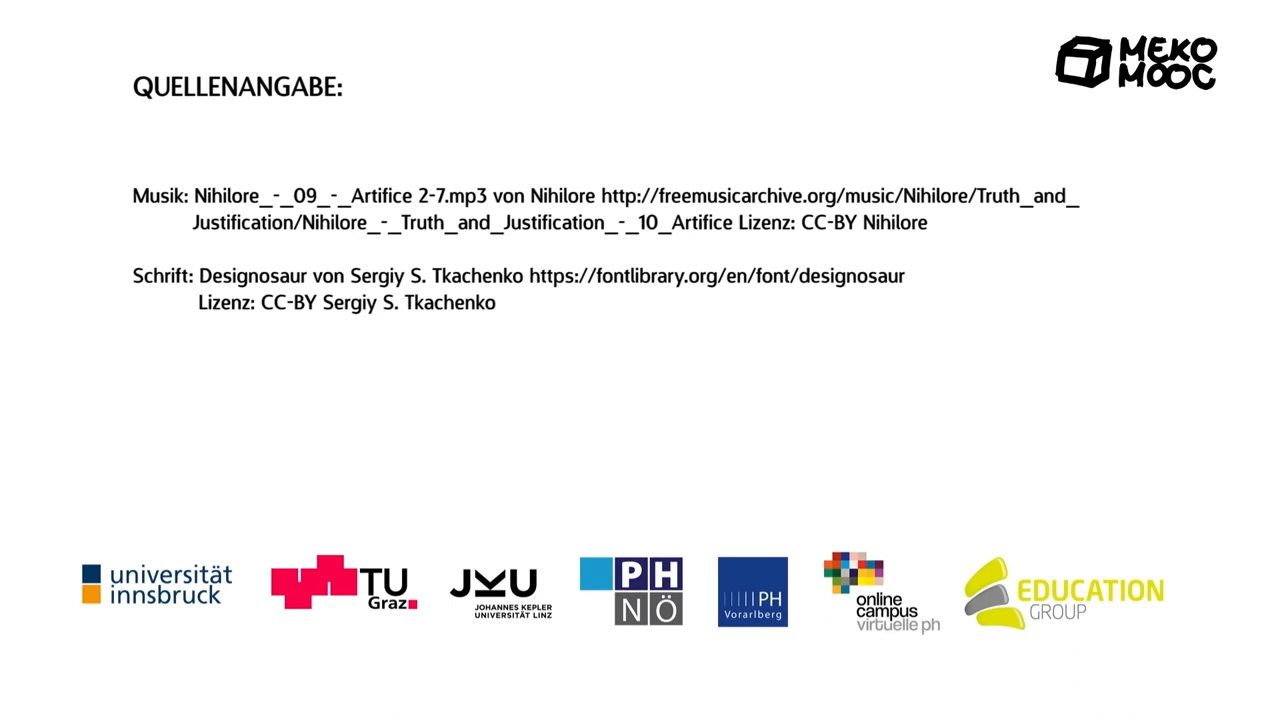 MEKO
MOOC
QUELLENANGABE:
Musik: Nihilore_-_09_-_Artifice 2-7.mp3 von Nihilore http://freemusicarchive.org/music/Nihilore/Truth_and_
Justification/Nihilore_-_Truth_and_Justification_-_10_Artifice Lizenz: CC-BY Nihilore
Schrift: Designosaur von Sergiy S. Tkachenko https://fontlibrary.org/en/font/designosaur
Lizenz: CC-BY Sergiy S. Tkachenko
universität
innsbruck
TU
Graz
JKU
JOHANNES KEPLER
UNIVERSITÄT LINZ
PH
NÖ
PH
Vorarlberg
online
campus
virtuelle ph
EDUCATION
GROUP